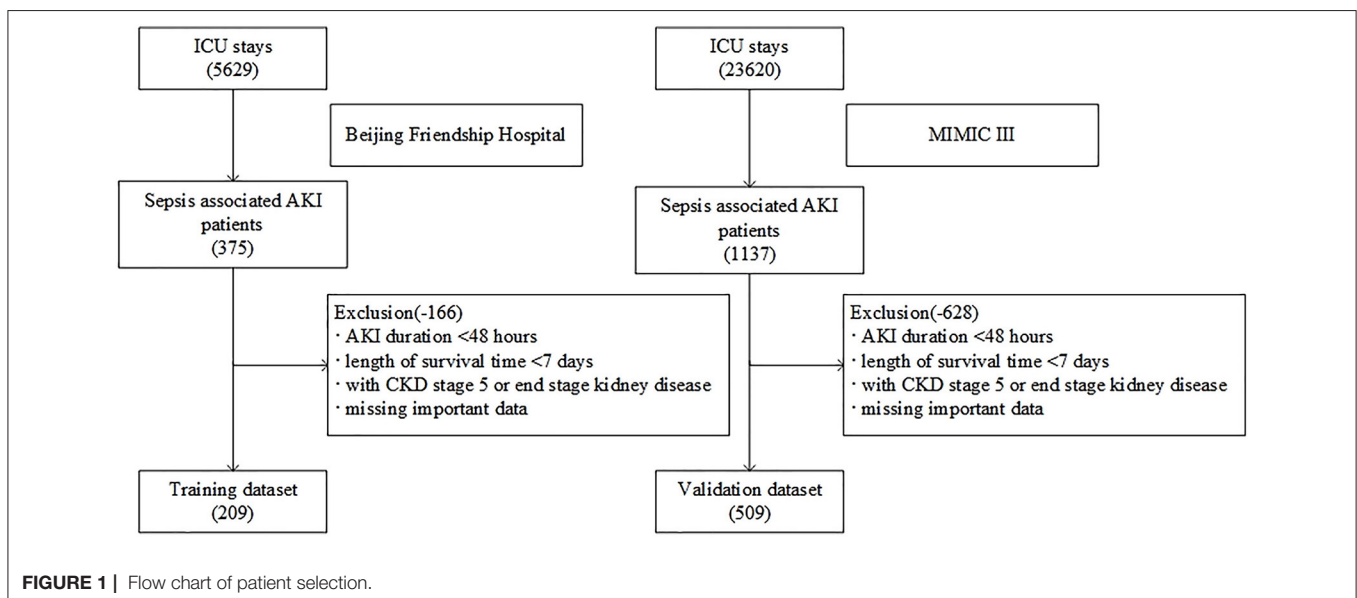 ICU stays
(5629)
Beijing Friendship Hospital
Sepsis associated AKI
patients
(375)
Exclusion(-166)
· AKI duration <48 hours
· length of survival time <7 days
· with CKD stage 5 or end stage kidney disease
· missing important data
Training dataset
(209)
ICU stays
(23620)
MIMIC III
Sepsis associated AKI
patients
(1137)
Exclusion(-628)
· AKI duration <48 hours
· length of survival time <7 days
· with CKD stage 5 or end stage kidney disease
· missing important data
Validation dataset
(509)
FIGURE 1 | Flow chart of patient selection.